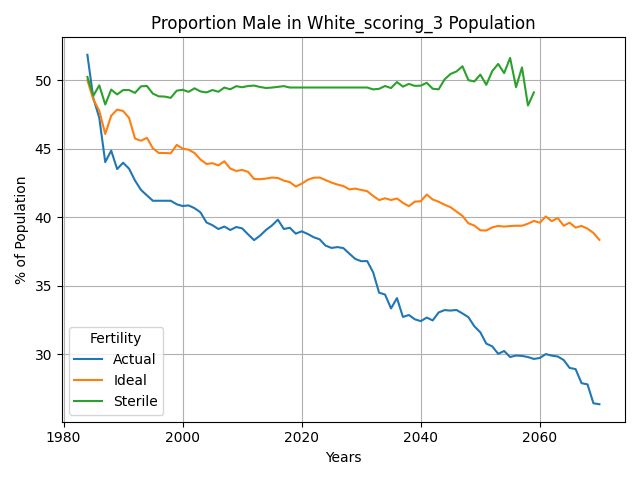 Proportion Male in White_scoring_3 Population
% of Population
50
45
40
35
30
Fertility
Actual
Ideal
Sterile
1980
2000
2020
2040
2060
Years